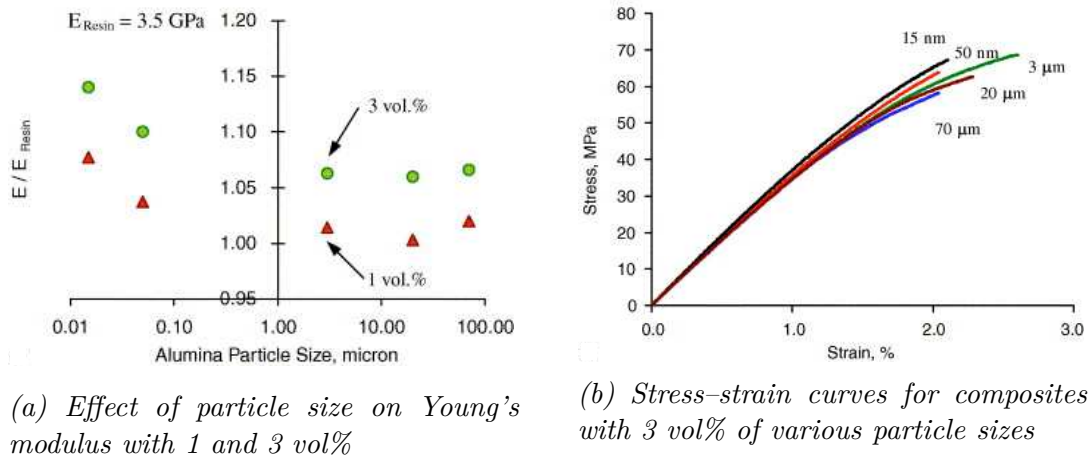 E Resin = 3.5 GPa
1.20
1.15
1.10
1.05
1.00
0.95
E / E Resin
3 vol.%
1 vol.%
0.01
0.10
1.00
10.00
100.00
Alumina Particle Size, micron
(a) Effect of particle size on Young's
modulus with 1 and 3 vol%
80
70
60
50
40
30
20
10
0
Stress, MPa
15 nm
50 nm
3 μm
20 μm
70 μm
0.0
1.0
2.0
3.0
Strain, %
(b) Stress–strain curves for composites
with 3 vol% of various particle sizes